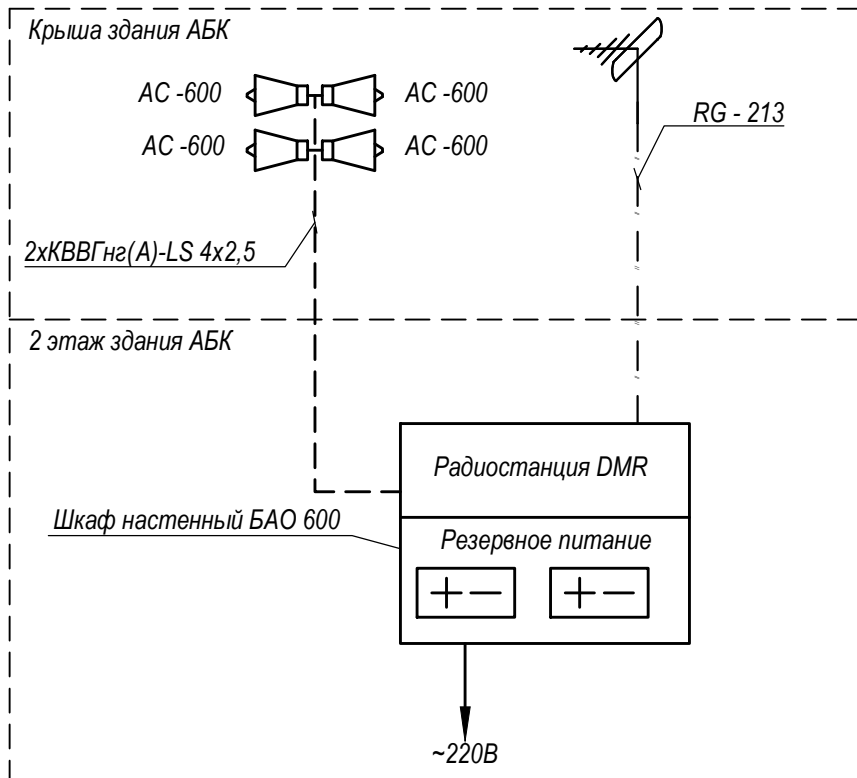 Крыша здания АБК
АС -600
АС -600
АС -600
АС -600
RG - 213
2хКВВГнг(А)-LS 4х2,5
2 этаж здания АБК
Радиостанция DMR
Шкаф настенный БАО 600
Резервное питание
~220В